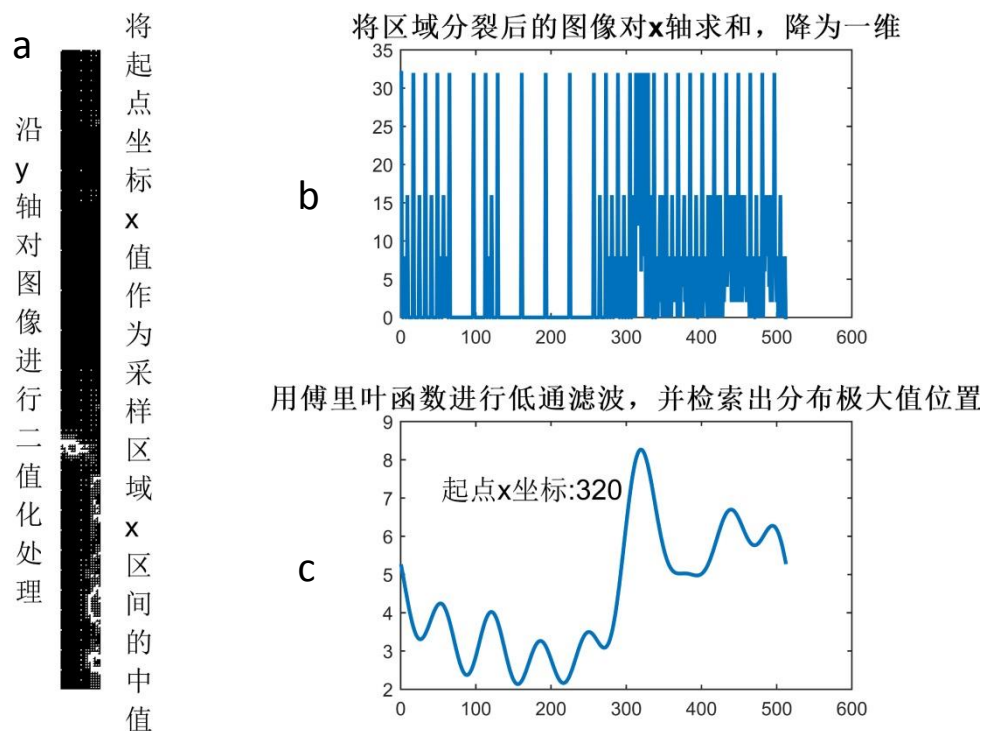 a
沿y轴对图像进行二值化处理
将起点坐标x值作为采样区域x区间的中值
将区域分裂后的图像对x轴求和，降为一维
35
30
25
20
15
10
5
0
0 100 200 300 400 500 600
b
用傅里叶函数进行低通滤波，并检索出分布极大值位置
9
8
7
6
5
4
3
2
起点x坐标:320
0 100 200 300 400 500 600
c